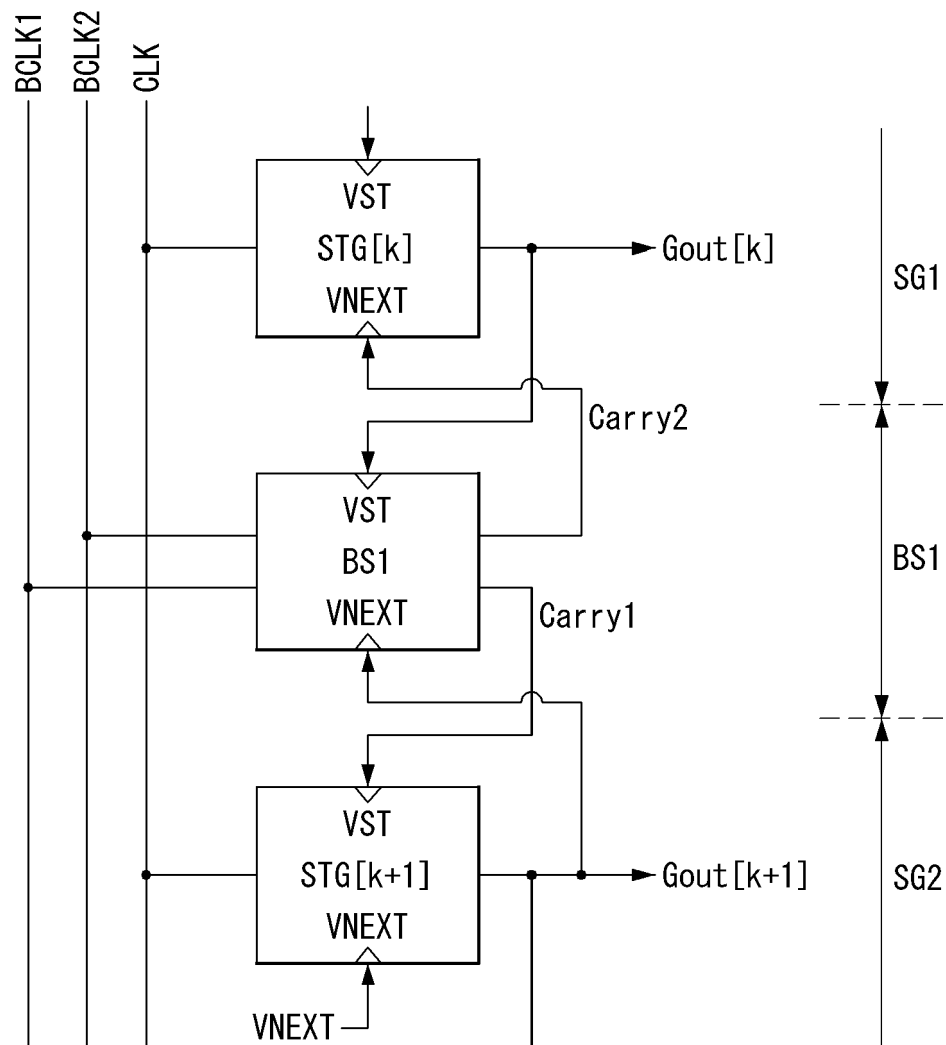 BCLK1
BCLK2
CLK
VST
STG[k]
VNEXT
Gout[k]
SG1
Carry2
VST
BS1
VNEXT
BS1
Carry1
VST
STG[k+1]
VNEXT
Gout[k+1]
SG2
VNEXT